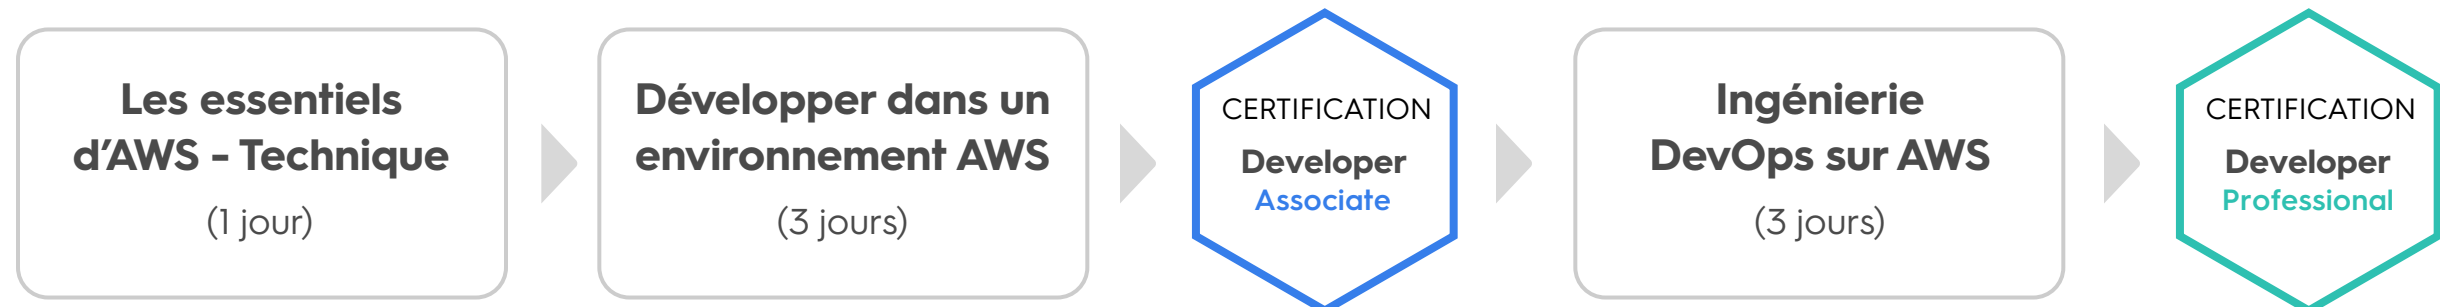 Les essentiels
d’AWS - Technique
(1 jour)
Développer dans un
environnement AWS
(3 jours)
CERTIFICATION
Developer
Associate
Ingénierie
DevOps sur AWS
(3 jours)
CERTIFICATION
Developer
Professional